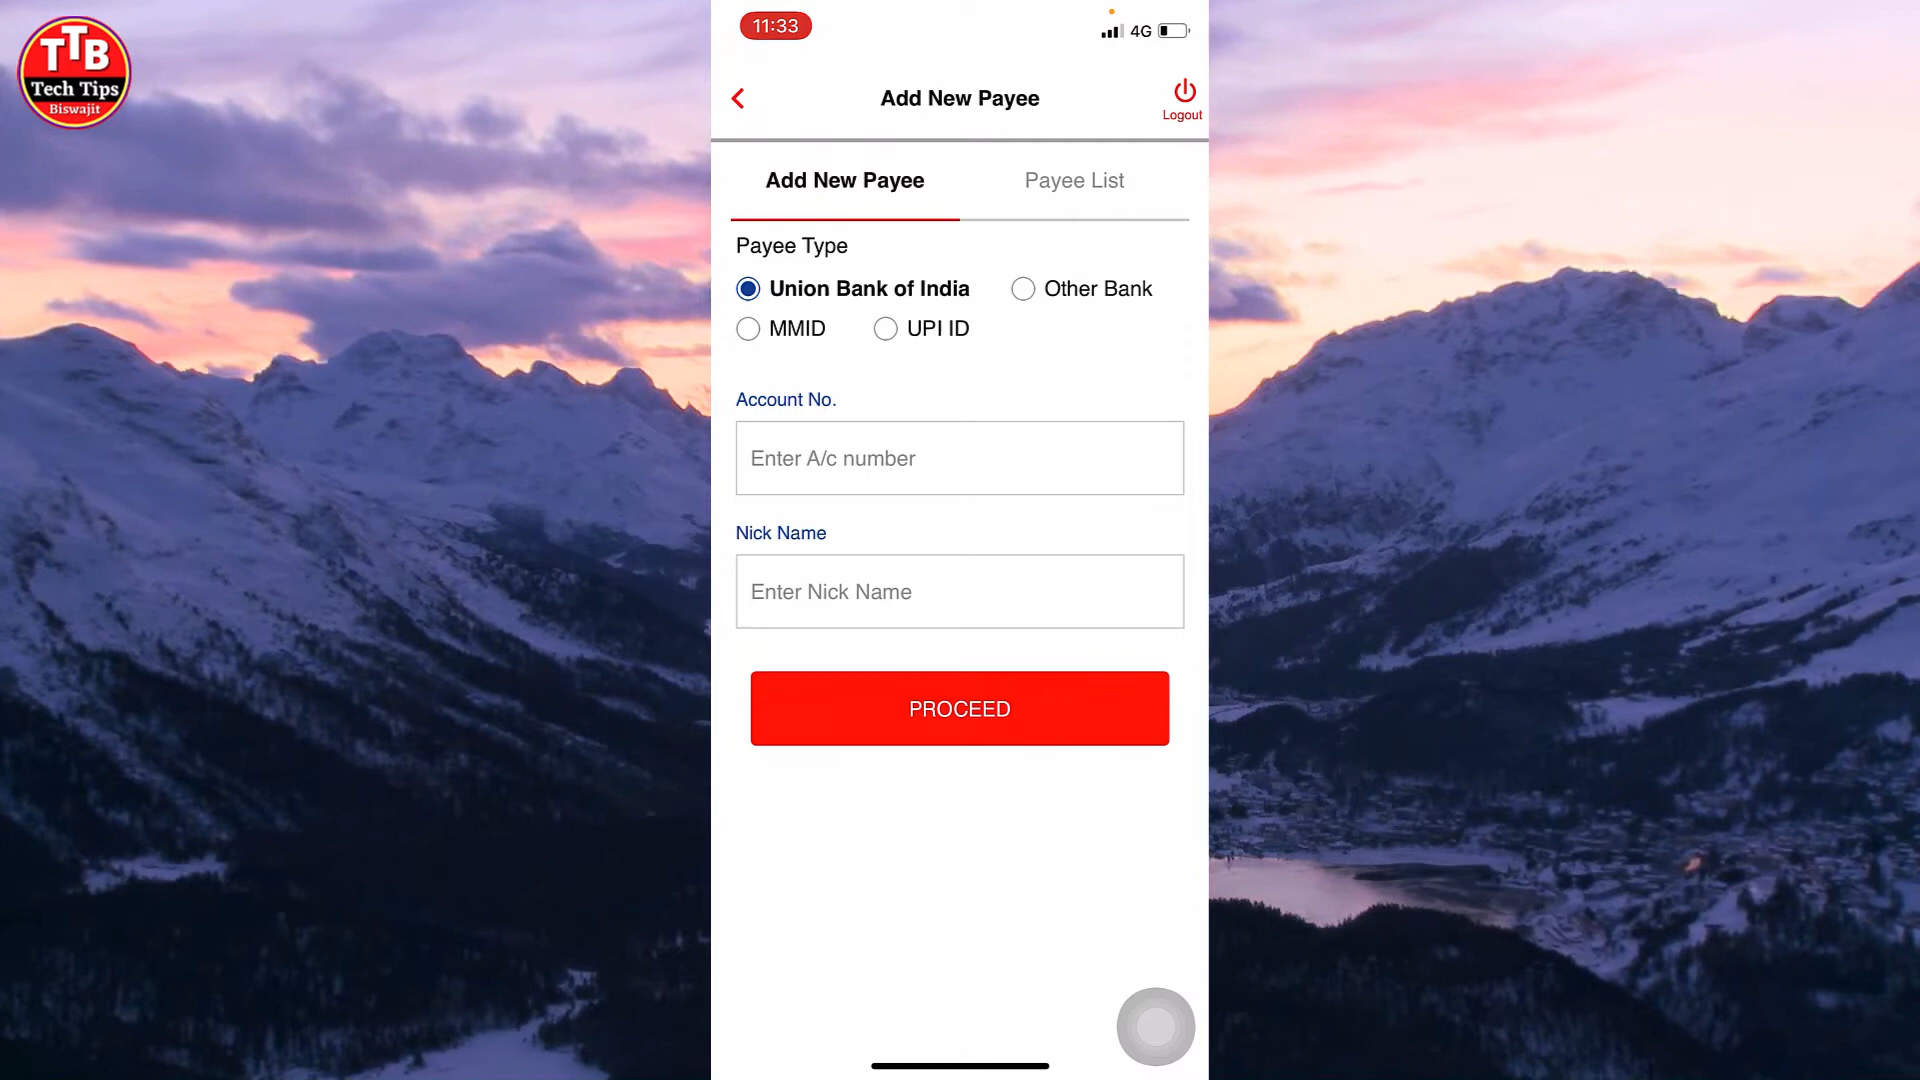 TTB
Tech Tips
Biswajit
11:33
4G
Add New Payee
Logout
Add New Payee
Payee List
Payee Type
Union Bank of India
Other Bank
MMID
UPI ID
Account No.
Enter A/c number
Nick Name
Enter Nick Name
PROCEED